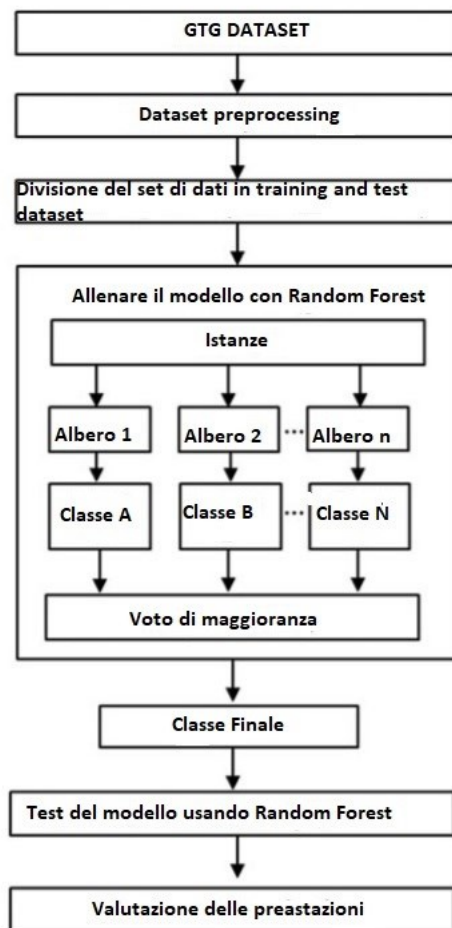 GTG DATASET
Dataset preprocessing
Divisione del set di dati in training and test
dataset
Allenare il modello con Random Forest
Istanze
Albero 1
Albero 2
...
Albero n
Classe A
Classe B
...
Classe N
Voto di maggioranza
Classe Finale
Test del modello usando Random Forest
Valutazione delle preastazioni